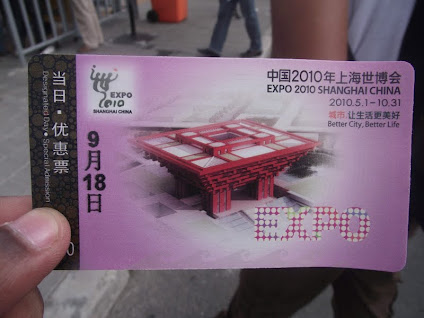 当日·优惠票
Designated Day • Special Admission
9月18日
EXPO
2010
SHANGHAI CHINA
中国2010年上海世博会
EXPO 2010 SHANGHAI CHINA
2010.5.1-10.31
城市,让生活更美好
Better City, Better Life
EXPO